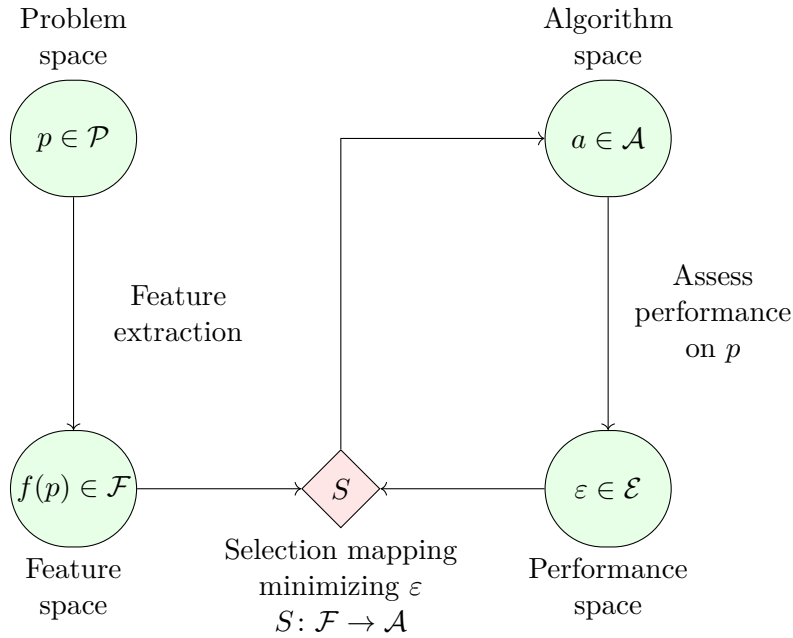 Problem
space
p ∈ 𝒫
Algorithm
space
a ∈ 𝒜
Feature
extraction
Assess
performance
on p
f(p) ∈ ℱ
Feature
space
S
Selection mapping
minimizing ε
S: ℱ → 𝒜
ε ∈ ℰ
Performance
space